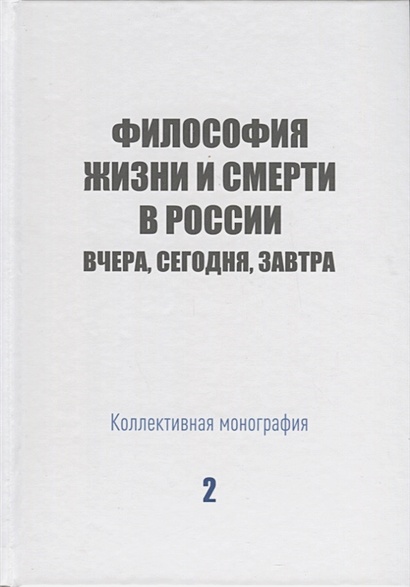 ФИЛОСОФИЯ
ЖИЗНИ И СМЕРТИ
В РОССИИ
ВЧЕРА, СЕГОДНЯ, ЗАВТРА
Коллективная монография
2